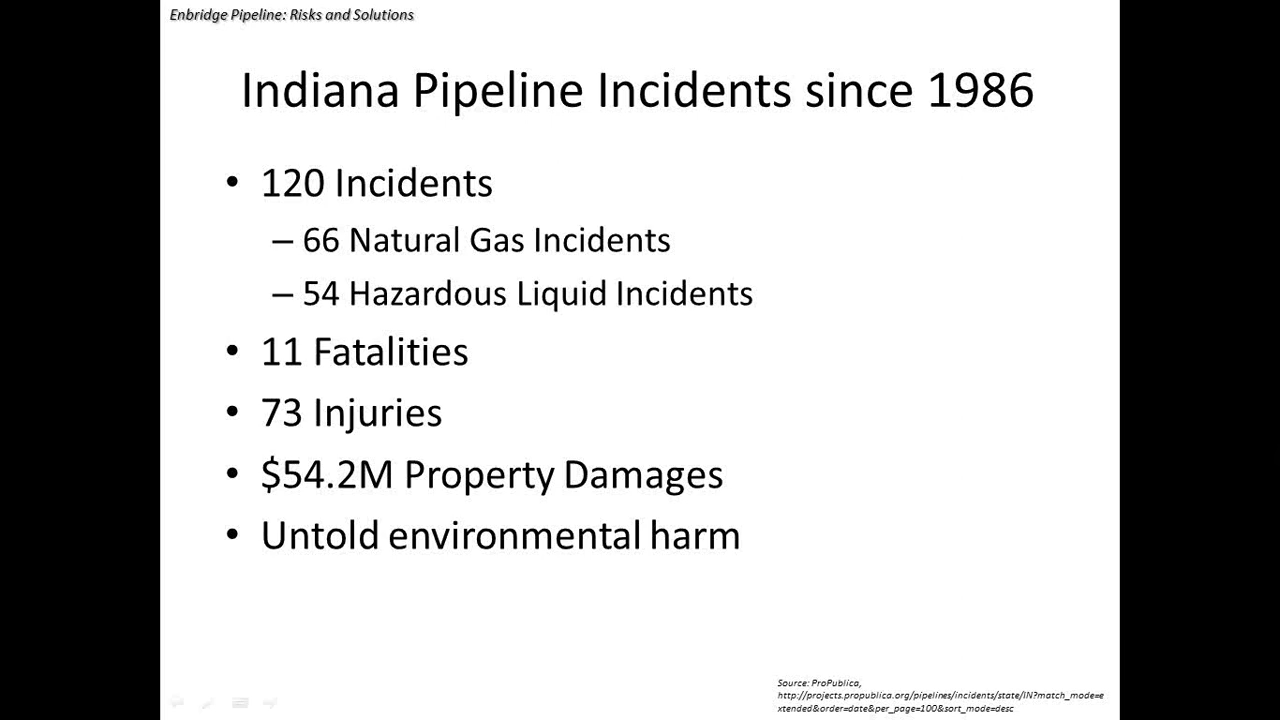 Enbridge Pipeline: Risks and Solutions
Indiana Pipeline Incidents since 1986
• 120 Incidents
– 66 Natural Gas Incidents
– 54 Hazardous Liquid Incidents
• 11 Fatalities
• 73 Injuries
• $54.2M Property Damages
• Untold environmental harm
Source: ProPublica,
http://projects.propublica.org/pipelines/incidents/state/IN?match_mode=e
xtended&order=date&per_page=100&sort_mode=desc